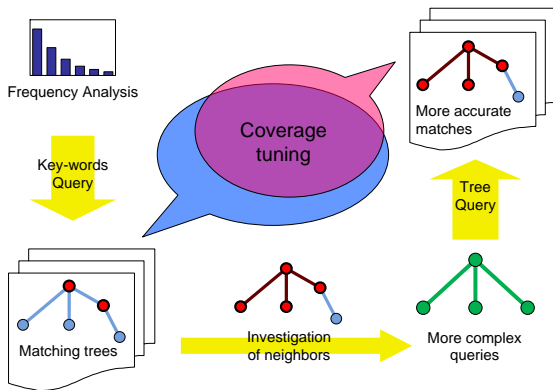 Frequency Analysis
Key-words
Query
Matching trees
Coverage
tuning
Investigation
of neighbors
More complex
queries
Tree
Query
More accurate
matches